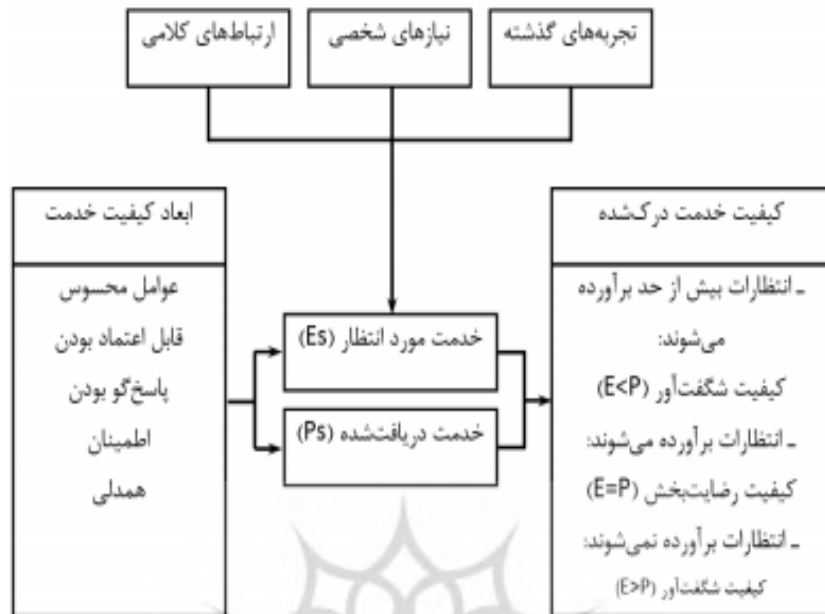 تجربه‌های گذشته
نیازهای شخصی
ارتباط‌های کلامی
کیفیت خدمت درک‌شده
ـ انتظارات بیش از حد برآورده
می‌شوند:
کیفیت شگفت‌آور (E<P)
ـ انتظارات برآورده می‌شوند:
کیفیت رضایت‌بخش (E=P)
ـ انتظارات برآورده نمی‌شوند:
کیفیت شگفت‌آور (E>P)
خدمت مورد انتظار (Es)
خدمت دریافت‌شده (Ps)
ابعاد کیفیت خدمت
عوامل محسوس
قابل اعتماد بودن
پاسخ‌گو بودن
اطمینان
همدلی